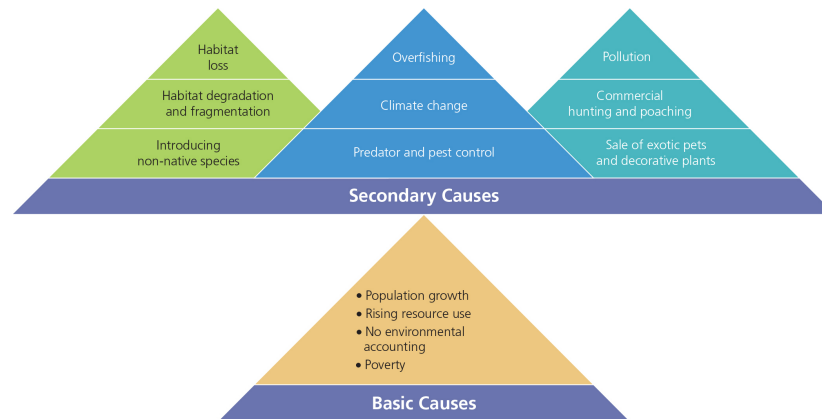 Habitat
loss
Habitat degradation
and fragmentation
Introducing
non-native species
Overfishing
Climate change
Predator and pest control
Pollution
Commercial
hunting and poaching
Sale of exotic pets
and decorative plants
Secondary Causes
• Population growth
• Rising resource use
• No environmental
accounting
• Poverty
Basic Causes